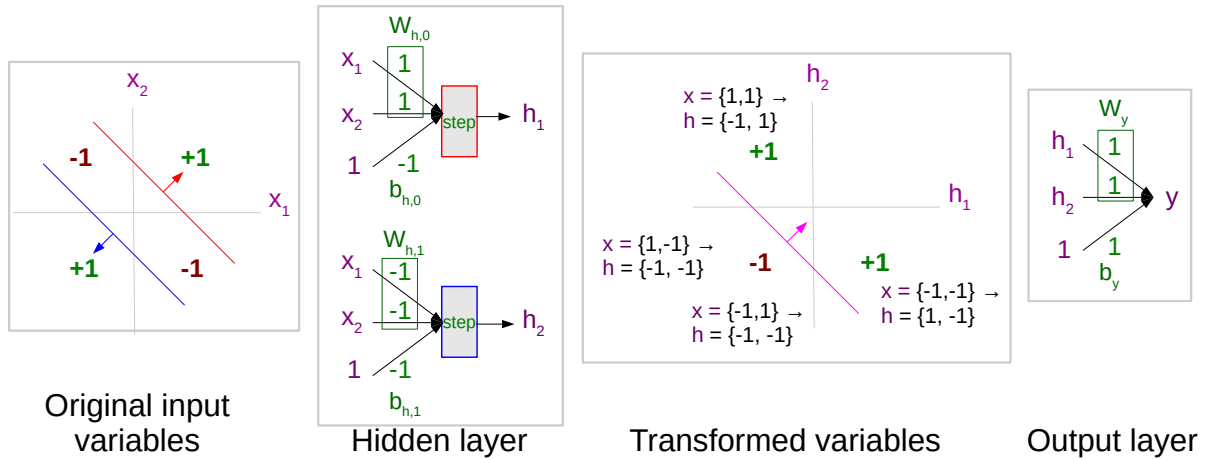 x2
-1
+1
x1
+1
-1
Original input
variables
Wh,0
x1
1
1
x2
step
h1
1
-1
bh,0
Wh,1
x1
-1
-1
x2
step
h2
1
-1
bh,1
Hidden layer
h2
x = {1,1} →
h = {-1, 1}
+1
h1
x = {1,-1} →
h = {-1, -1}
-1
+1
x = {-1,-1} →
h = {1, -1}
x = {-1,1} →
h = {-1, -1}
Transformed variables
Wy
h1
1
1
h2
y
1
1
by
Output layer